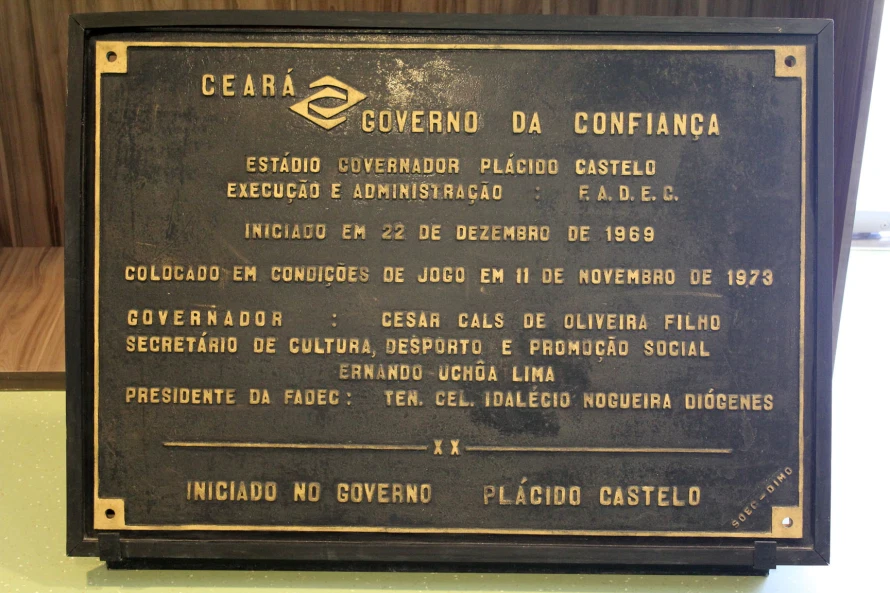 CEARÁ
GOVERNO DA CONFIANÇA
ESTÁDIO GOVERNADOR PLÁCIDO CASTELO
EXECUÇÃO E ADMINISTRAÇÃO : F.A.D.E.C.
INICIADO EM 22 DE DEZEMBRO DE 1969
COLOCADO EM CONDIÇÕES DE JOGO EM 11 DE NOVEMBRO DE 1973
GOVERNADOR : CESAR CALS DE OLIVEIRA FILHO
SECRETÁRIO DE CULTURA, DESPORTO E PROMOÇÃO SOCIAL
ERNANDO UCHÔA LIMA
PRESIDENTE DA FADEC: TEN. CEL. IDALÉCIO NOGUEIRA DIÓGENES
XX
INICIADO NO GOVERNO PLÁCIDO CASTELO
SOEC-DIMO